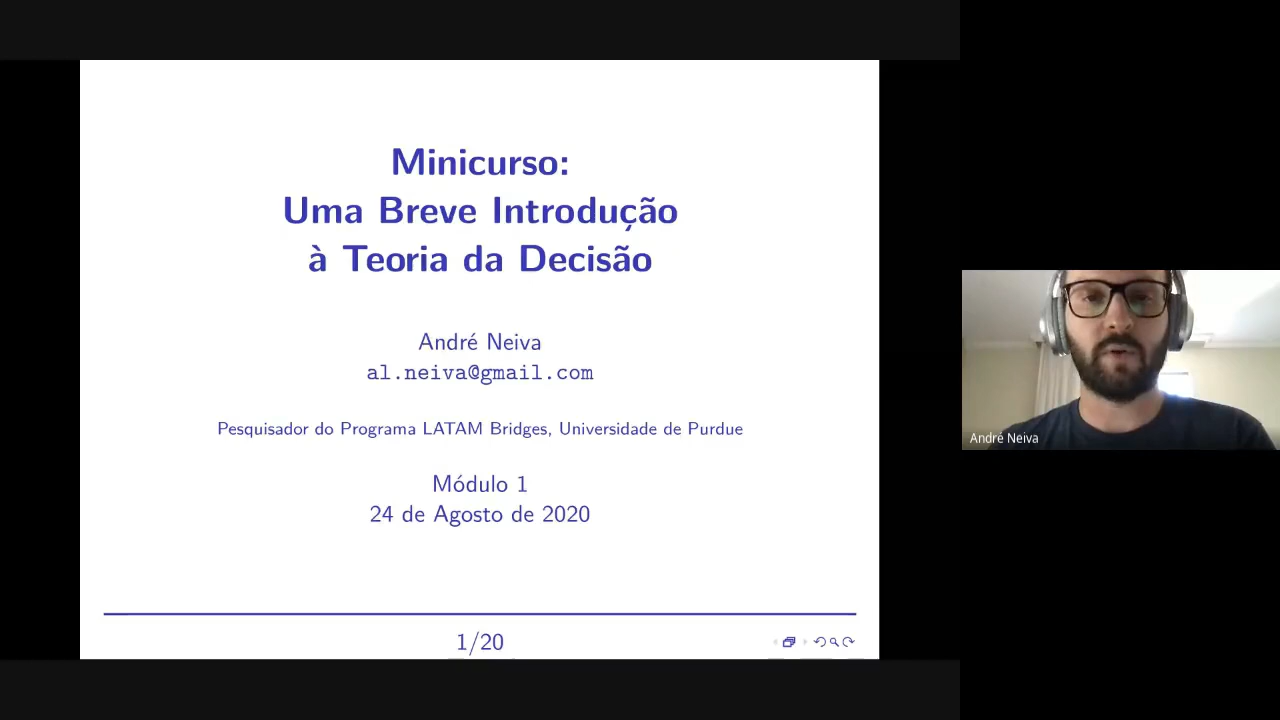 Minicurso:
Uma Breve Introdução
à Teoria da Decisão
André Neiva
al.neiva@gmail.com
Pesquisador do Programa LATAM Bridges, Universidade de Purdue
Módulo 1
24 de Agosto de 2020
1/20
André Neiva